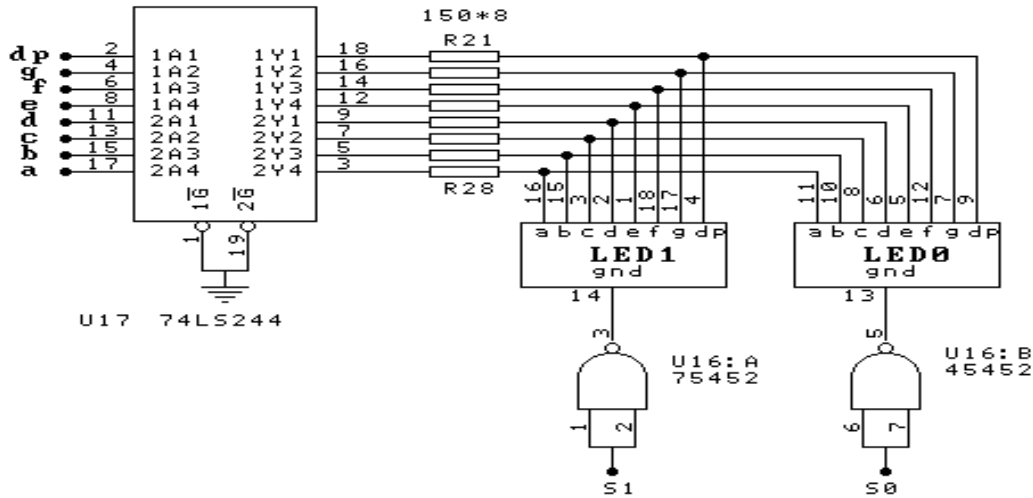 150*8
R21
dp 2 1A1 1Y1 18
g 4 1A2 1Y2 16
f 6 1A3 1Y3 14
e 8 1A4 1Y4 12
d 11 2A1 2Y1 9
c 13 2A2 2Y2 7
b 15 2A3 2Y3 5
a 17 2A4 2Y4 3
R28
1G 2G
1 19
U17 74LS244
16 15 3 2 1 18 17 4
a b c d e f g dp
LED1
gnd
14
11 10 8 6 5 12 7 9
a b c d e f g dp
LED0
gnd
13
3
U16:A
75452
1 2
S1
5
U16:B
45452
6 7
S0